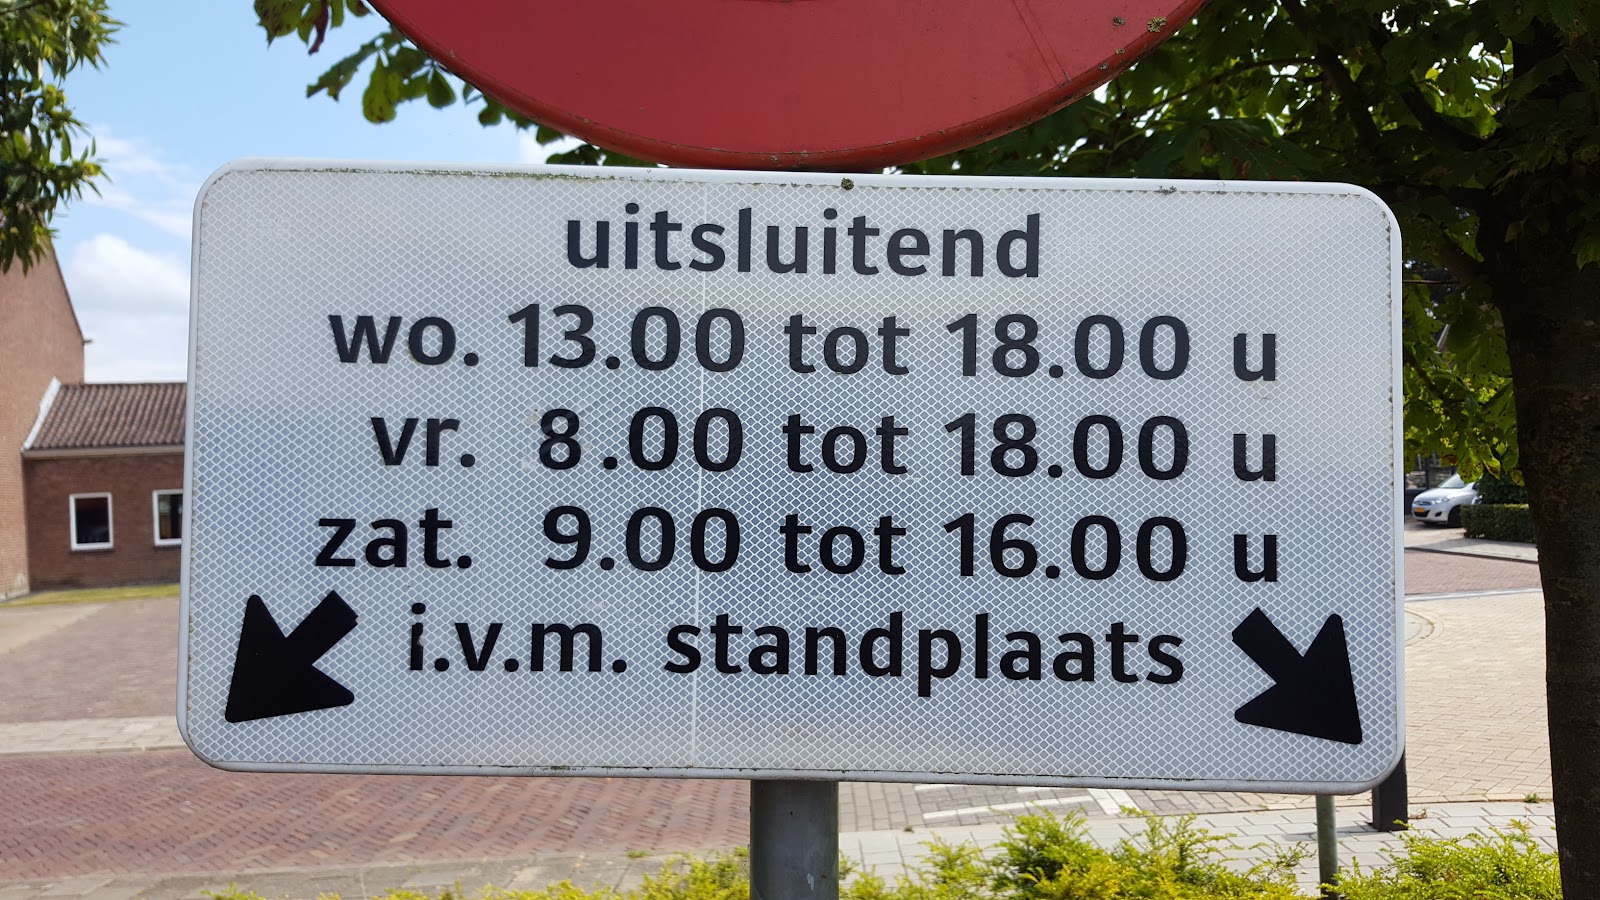 uitsluitend
wo. 13.00 tot 18.00 u
vr. 8.00 tot 18.00 u
zat. 9.00 tot 16.00 u
i.v.m. standplaats